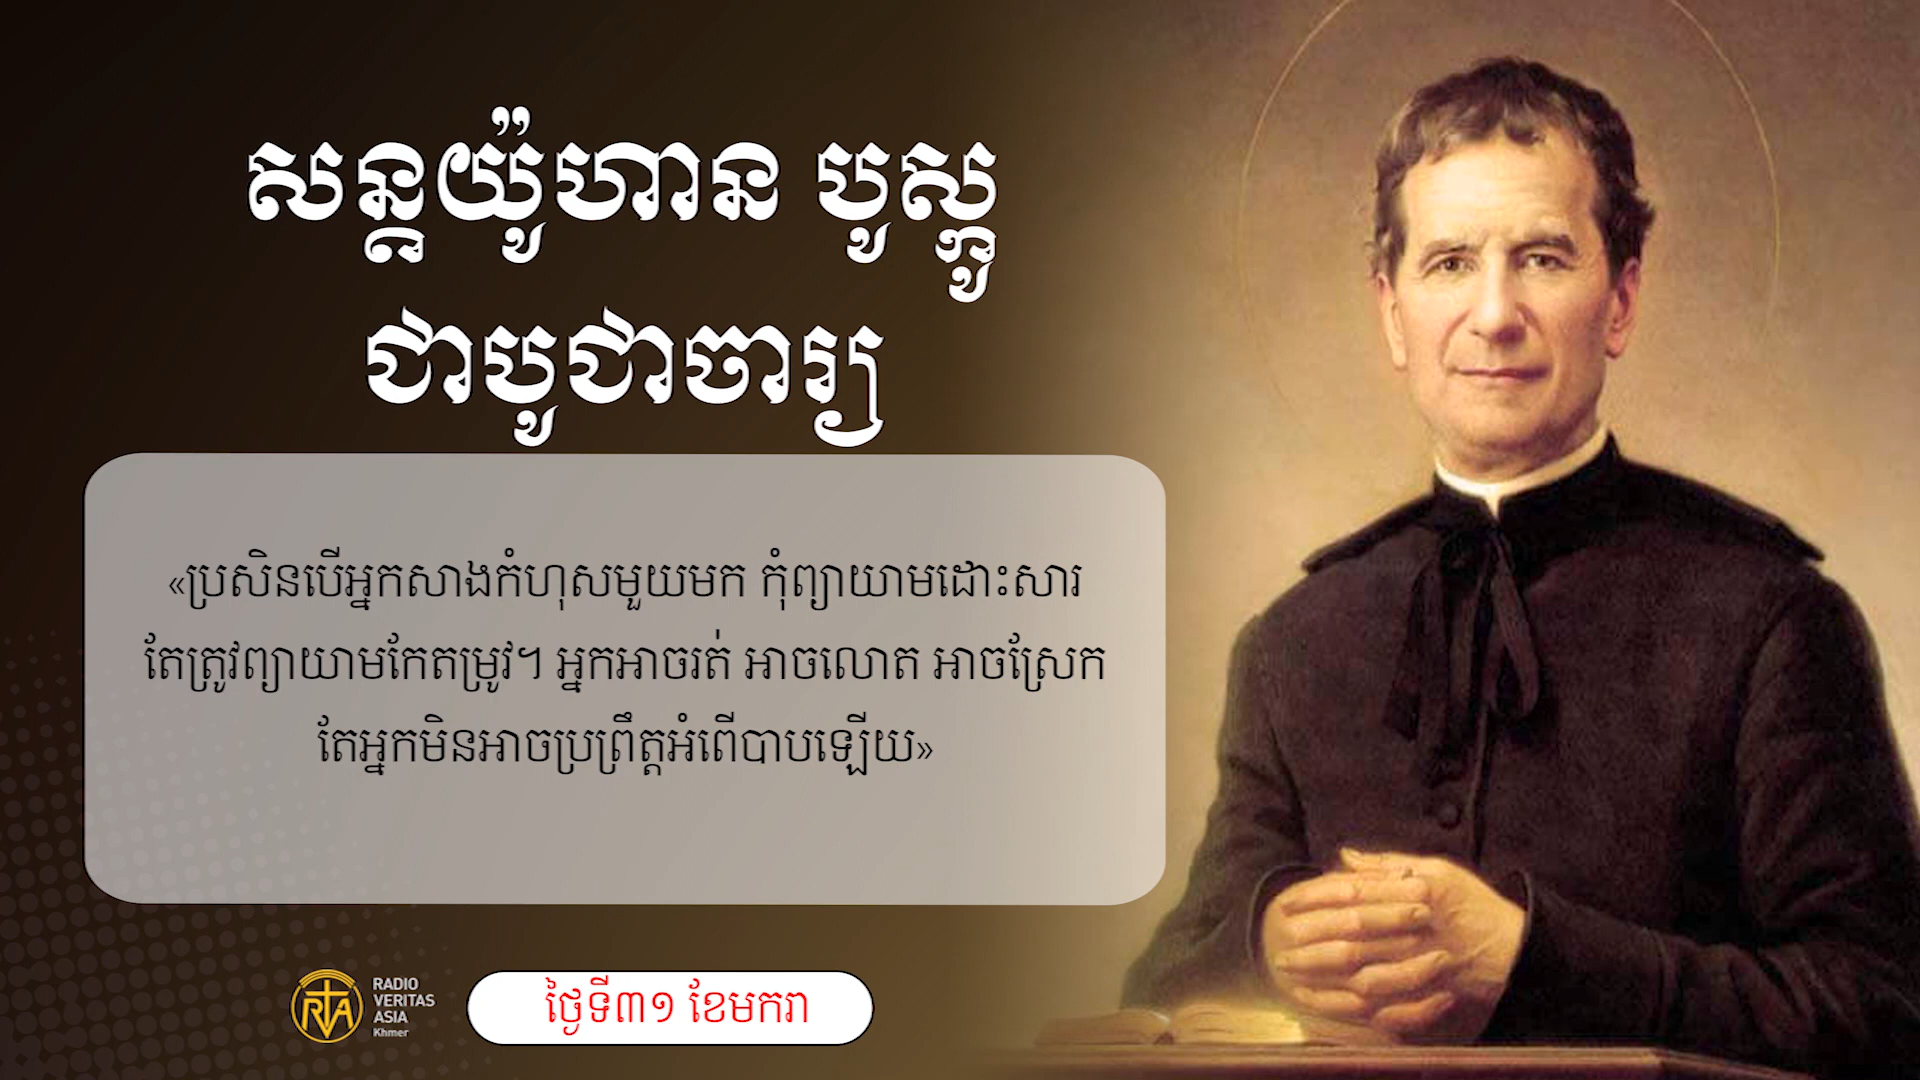 សន្តយ៉ូហាន បូស្កូ
ជាបូជាចារ្យ
«ប្រសិនបើអ្នកសាងកំហុសមួយមក កុំព្យាយាមដោះសារ
តែត្រូវព្យាយាមកែតម្រូវ។ អ្នកអាចរត់ អាចលោត អាចស្រែក
តែអ្នកមិនអាចប្រព្រឹត្តអំពើបាបឡើយ»
RADIO
VERITAS
ASIA
Khmer
RVA
ថ្ងៃទី៣១ ខែមករា